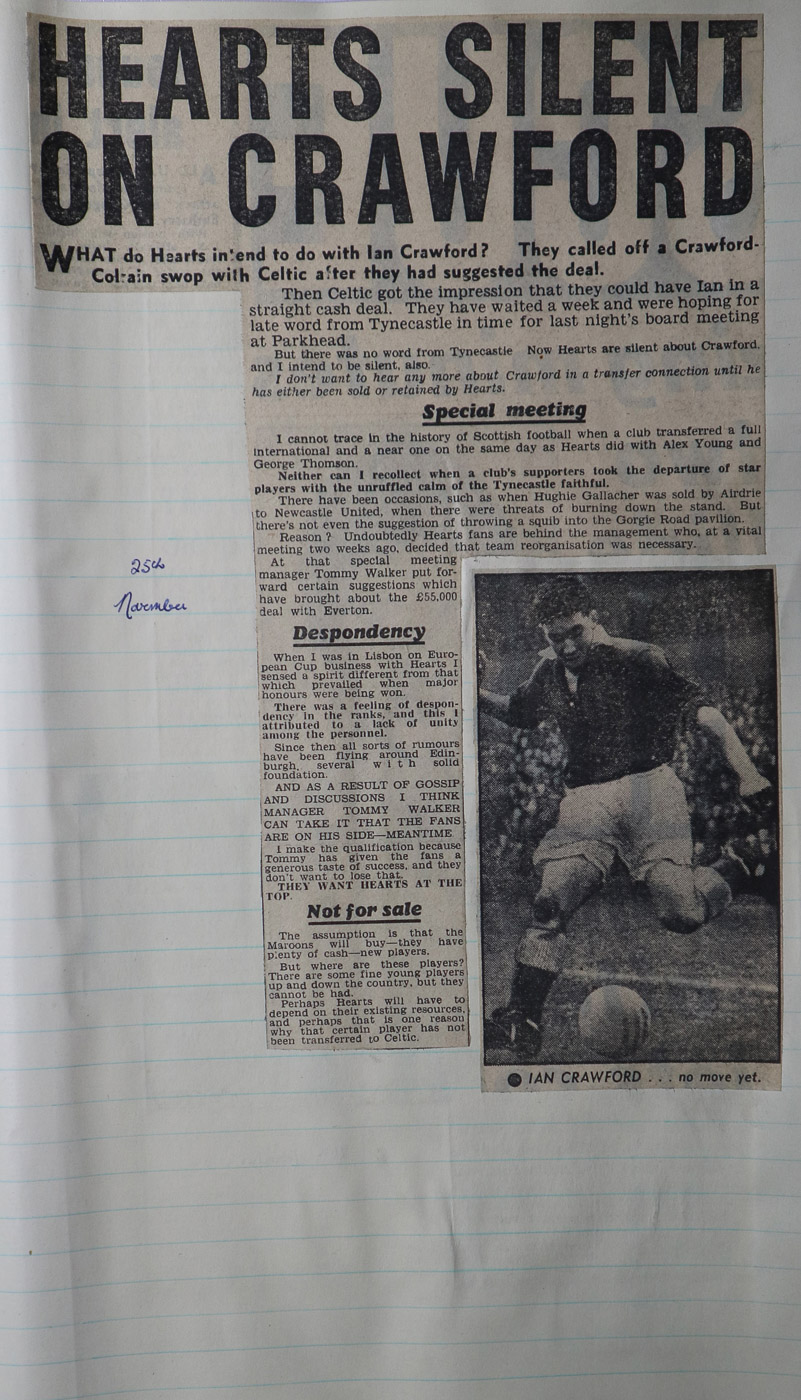 HEARTS SILENT
ON CRAWFORD
WHAT do Hearts intend to do with Ian Crawford? They called off a Crawford-
Colrain swop with Celtic after they had suggested the deal.
Then Celtic got the impression that they could have Ian in a
straight cash deal. They have waited a week and were hoping for
late word from Tynecastle in time for last night's board meeting
at Parkhead.
But there was no word from Tynecastle Now Hearts are silent about Crawford,
and I intend to be silent, also.
I don't want to hear any more about Crawford in a transfer connection until he
has either been sold or retained by Hearts.
Special meeting
I cannot trace in the history of Scottish football when a club transferred a full
international and a near one on the same day as Hearts did with Alex Young and
George Thomson.
Neither can I recollect when a club's supporters took the departure of star
players with the unruffled calm of the Tynecastle faithful.
There have been occasions, such as when Hughie Gallacher was sold by Airdrie
to Newcastle United, when there were threats of burning down the stand. But
there's not even the suggestion of throwing a squib into the Gorgie Road pavilion.
Reason? Undoubtedly Hearts fans are behind the management who, at a vital
meeting two weeks ago, decided that team reorganisation was necessary.
At that special meeting
manager Tommy Walker put for-
ward certain suggestions which
have brought about the £55,000
deal with Everton.
25th
November
Despondency
When I was in Lisbon on Euro-
pean Cup business with Hearts I
sensed a spirit different from that
which prevailed when major
honours were being won.
There was a feeling of despon-
dency in the ranks, and this I
attributed to a lack of unity
among the personnel.
Since then all sorts of rumours
have been flying around Edin-
burgh, several with solid
foundation.
AND AS A RESULT OF GOSSIP
AND DISCUSSIONS I THINK
MANAGER TOMMY WALKER
CAN TAKE IT THAT THE FANS
ARE ON HIS SIDE—MEANTIME
I make the qualification because
Tommy has given the fans a
generous taste of success, and they
don't want to lose that.
THEY WANT HEARTS AT THE
TOP.
Not for sale
The assumption is that the
Maroons will buy—they have
plenty of cash—new players.
But where are these players?
There are some fine young players
up and down the country, but they
cannot be had.
Perhaps Hearts will have to
depend on their existing resources,
and perhaps that is one reason
why that certain player has not
been transferred to Celtic.
● IAN CRAWFORD . . . no move yet.